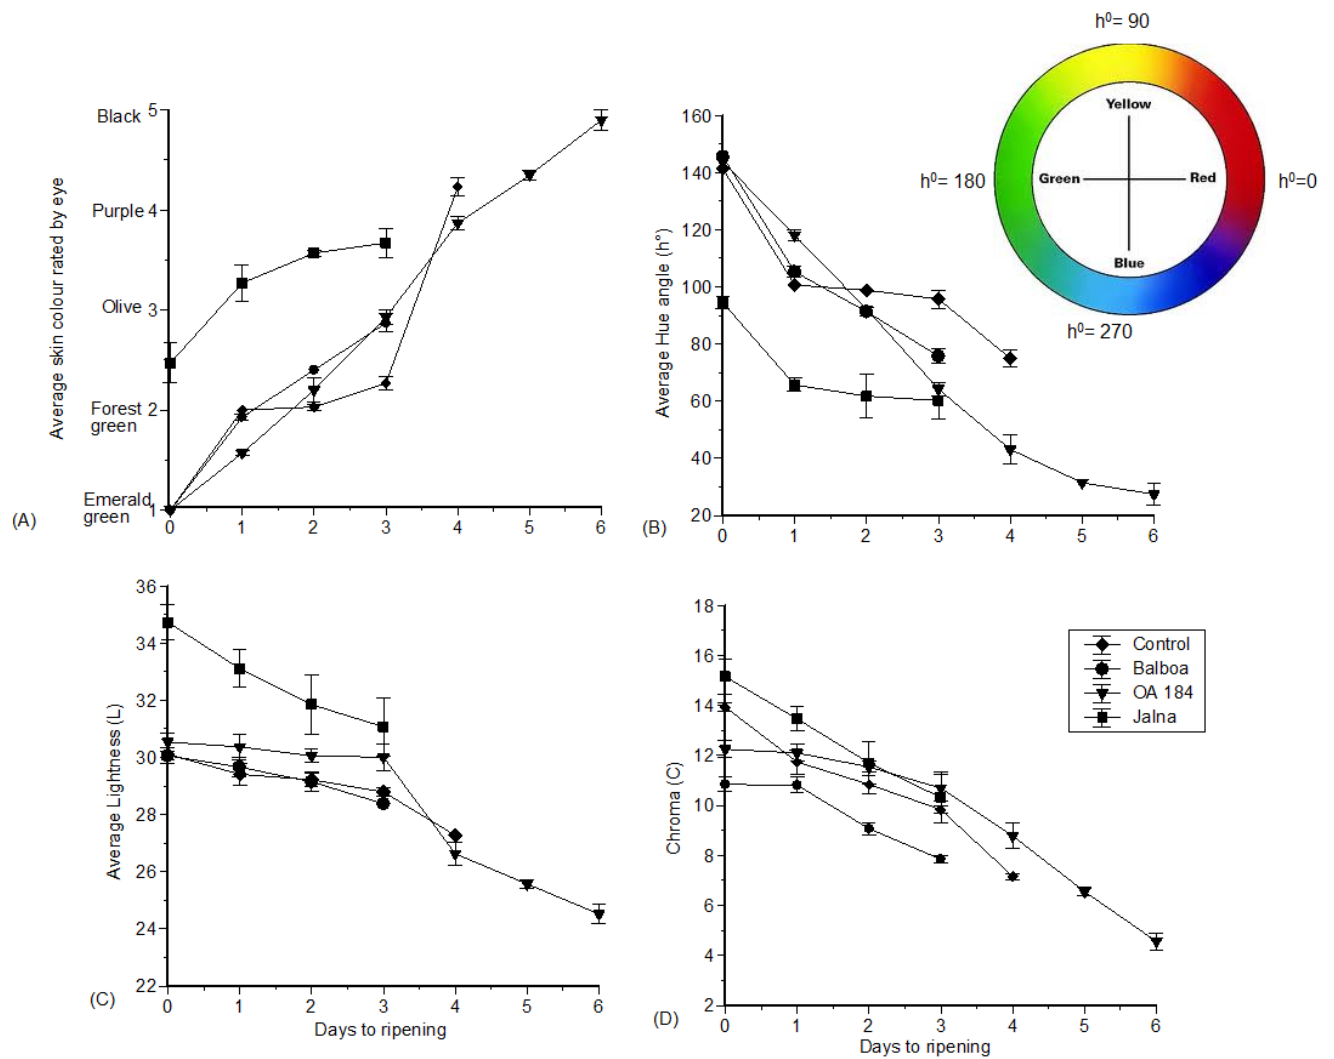 h⁰= 90
Yellow
Green
Red
Blue
h⁰= 180
h⁰=0
h⁰= 270
Average skin colour rated by eye
Black
5
Purple 4
Olive 3
Forest 2
green
Emerald
green
1
0 1 2 3 4 5 6
(A)
Average Hue angle (h°)
160
140
120
100
80
60
40
20
0 1 2 3 4 5 6
(B)
Average Lightness (L)
36
34
32
30
28
26
24
22
0 1 2 3 4 5 6
Days to ripening
(C)
Chroma (C)
18
16
14
12
10
8
6
4
2
0 1 2 3 4 5 6
Days to ripening
(D)
Control
Balboa
OA 184
Jalna